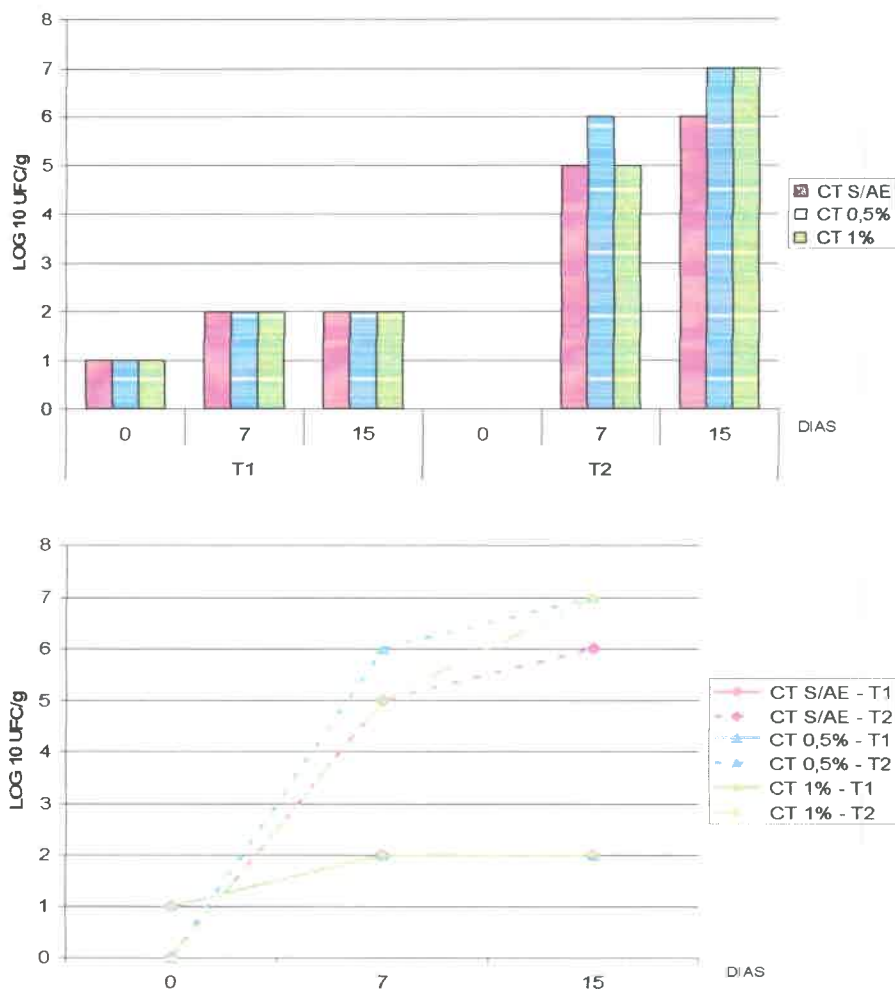 8
7
6
5
4
3
2
1
0
LOG 10 UFC/g
0 7 15 0 7 15 DIAS
T1 T2
CT S/AE
CT 0,5%
CT 1%
8
7
6
5
4
3
2
1
0
LOG 10 UFC/g
0 7 15 DIAS
CT S/AE - T1
CT S/AE - T2
CT 0,5% - T1
CT 0,5% - T2
CT 1% - T1
CT 1% - T2